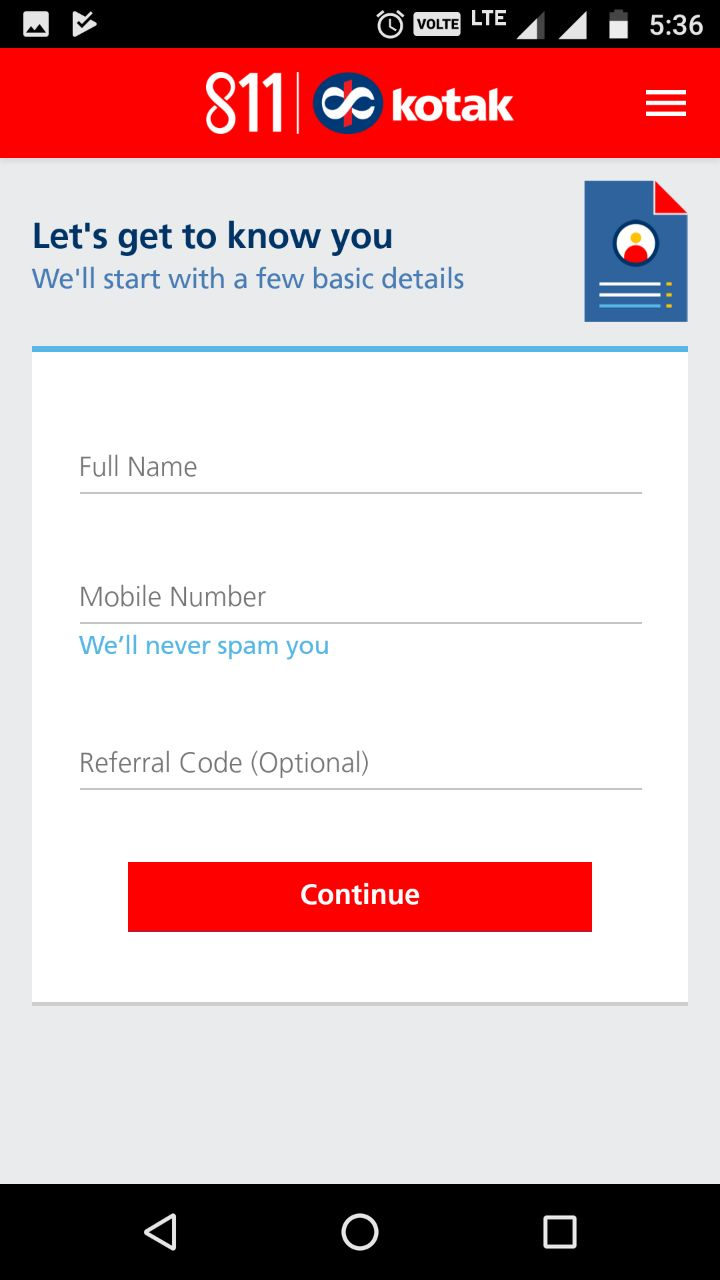 VOLTE LTE 5:36
811 kotak
Let's get to know you
We'll start with a few basic details
Full Name
Mobile Number
We’ll never spam you
Referral Code (Optional)
Continue